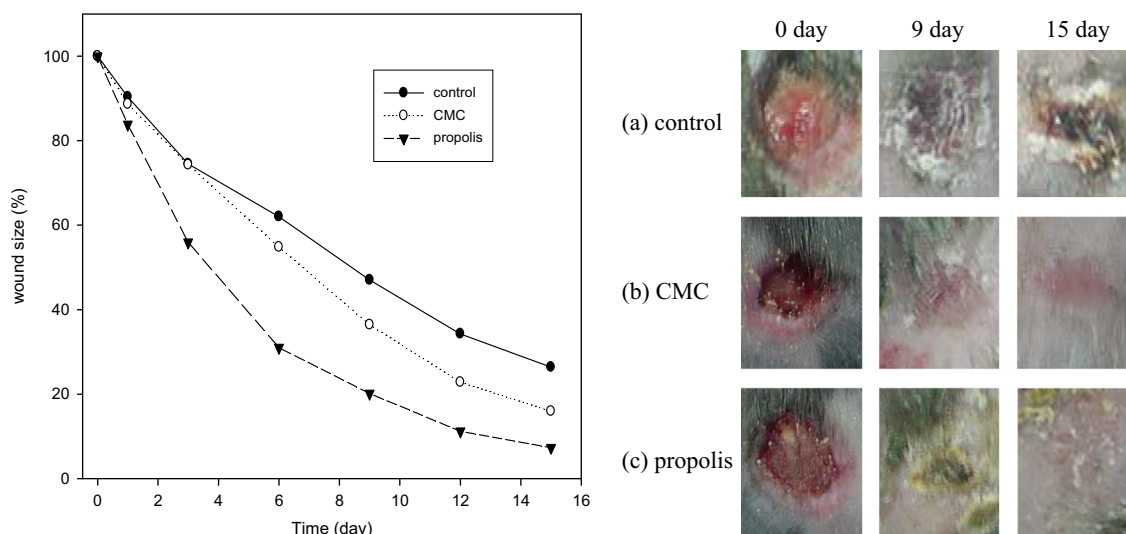 100
80
60
40
20
0
wound size (%)
0 2 4 6 8 10 12 14 16
Time (day)
control
CMC
propolis
0 day 9 day 15 day
(a) control
(b) CMC
(c) propolis